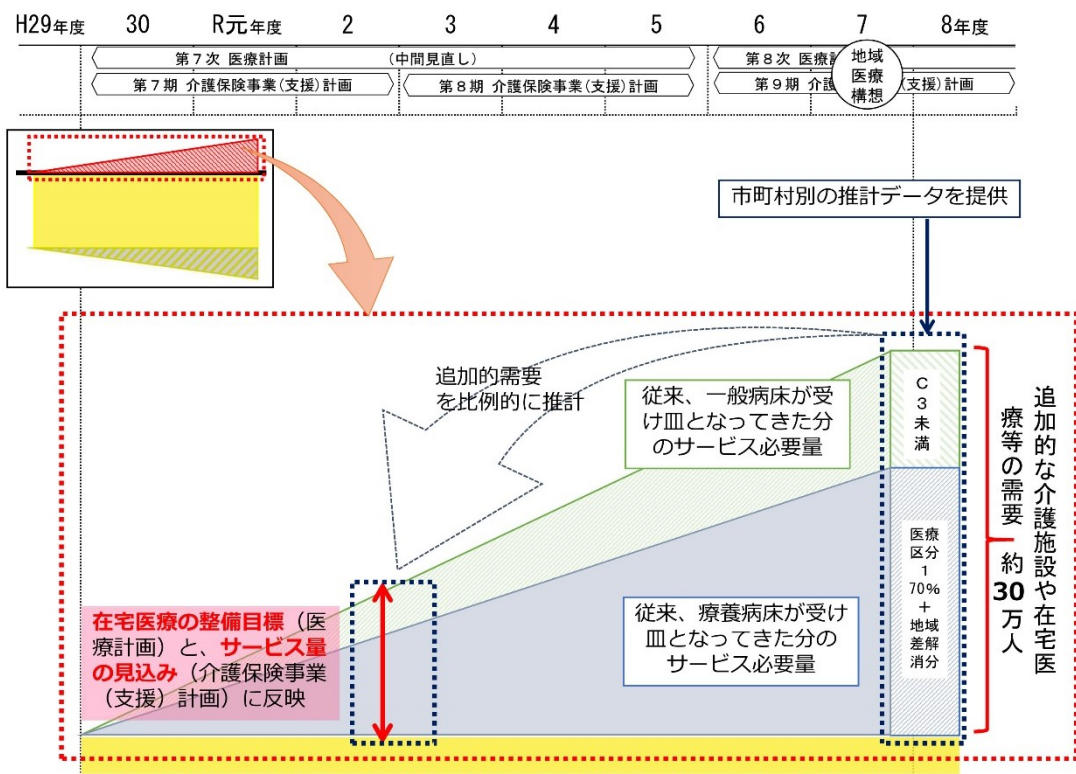 H29年度 30 R元年度 2 3 4 5 6 7 8年度
第7次 医療計画 (中間見直し)
第8次 医療計
第7期 介護保険事業(支援)計画
第8期 介護保険事業(支援)計画
第9期 介護 (支援)計画
地域
医療
構想
市町村別の推計データを提供
追加的需要
を比例的に推計
従来、一般病床が受
け皿となってきた分
のサービス必要量
C
3
未
満
追加的な介護施設や在宅医
療等の需要 約30万人
医療
区分
1
70%
+
地域
差解
消分
従来、療養病床が受け
皿となってきた分の
サービス必要量
在宅医療の整備目標(医
療計画)と、サービス量
の見込み(介護保険事業
(支援)計画)に反映